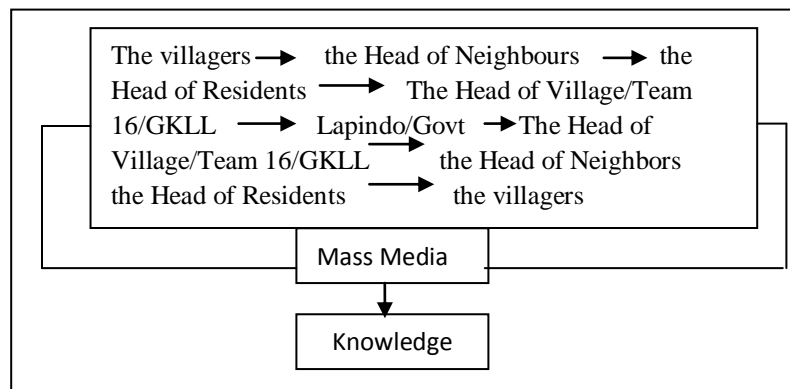 The villagers → the Head of Neighbours → the
Head of Residents → The Head of Village/Team
16/GKLL → Lapindo/Govt → The Head of
Village/Team 16/GKLL → the Head of Neighbors
the Head of Residents → the villagers
Mass Media
Knowledge